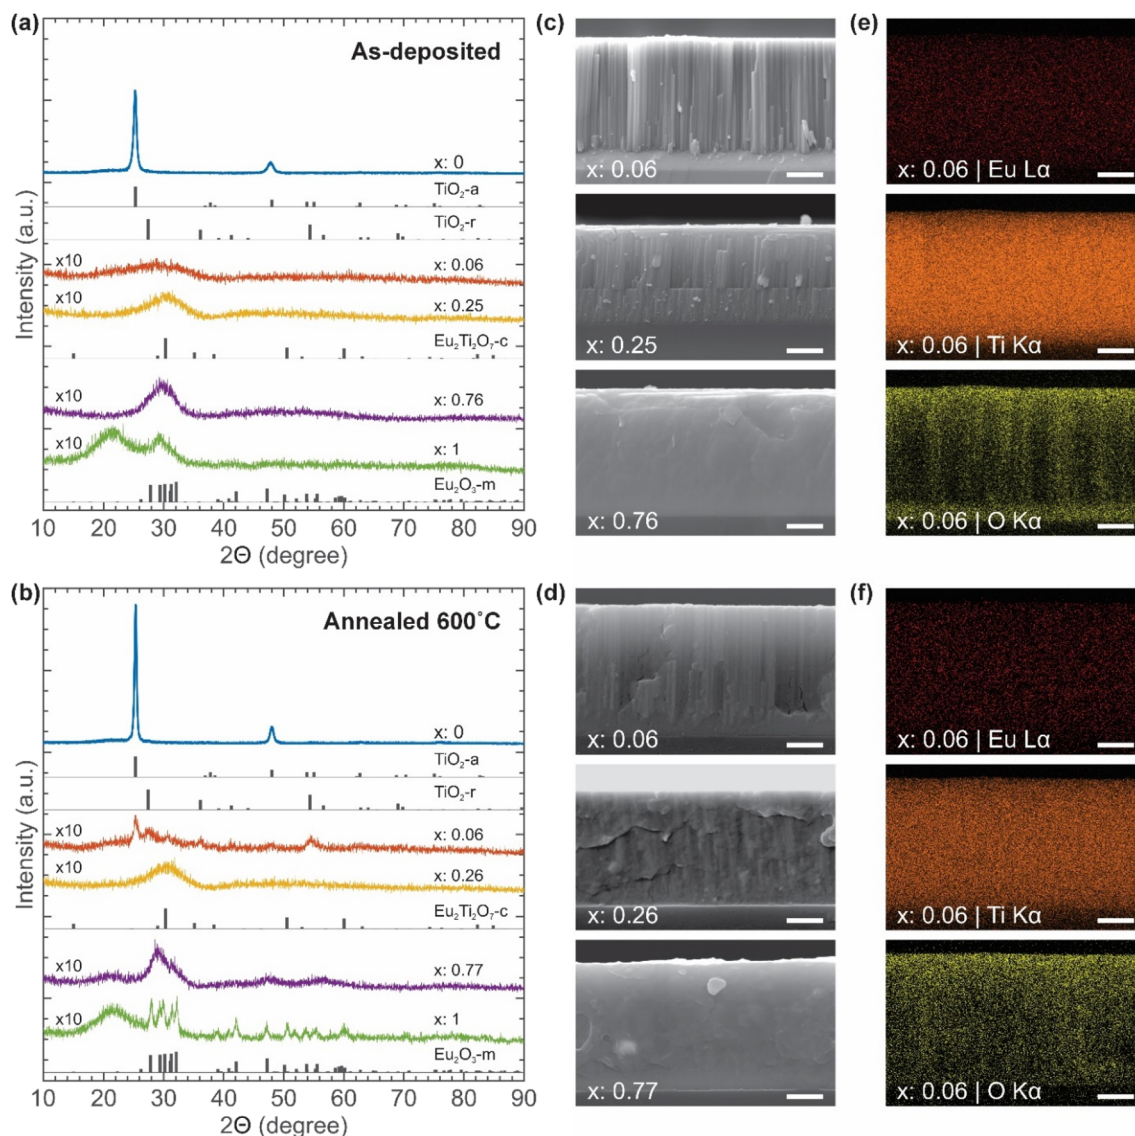 (a)
As-deposited
x: 0
TiO₂-a
TiO₂-r
x10
x: 0.06
x10
x: 0.25
Eu₂Ti₂O₇-c
x10
x: 0.76
x10
x: 1
Eu₂O₃-m
Intensity (a.u.)
10 20 30 40 50 60 70 80 90
2Θ (degree)
(c)
x: 0.06
x: 0.25
x: 0.76
(e)
x: 0.06 | Eu Lα
x: 0.06 | Ti Kα
x: 0.06 | O Kα
(b)
Annealed 600˚C
x: 0
TiO₂-a
TiO₂-r
x10
x: 0.06
x10
x: 0.26
Eu₂Ti₂O₇-c
x10
x: 0.77
x10
x: 1
Eu₂O₃-m
Intensity (a.u.)
10 20 30 40 50 60 70 80 90
2Θ (degree)
(d)
x: 0.06
x: 0.26
x: 0.77
(f)
x: 0.06 | Eu Lα
x: 0.06 | Ti Kα
x: 0.06 | O Kα